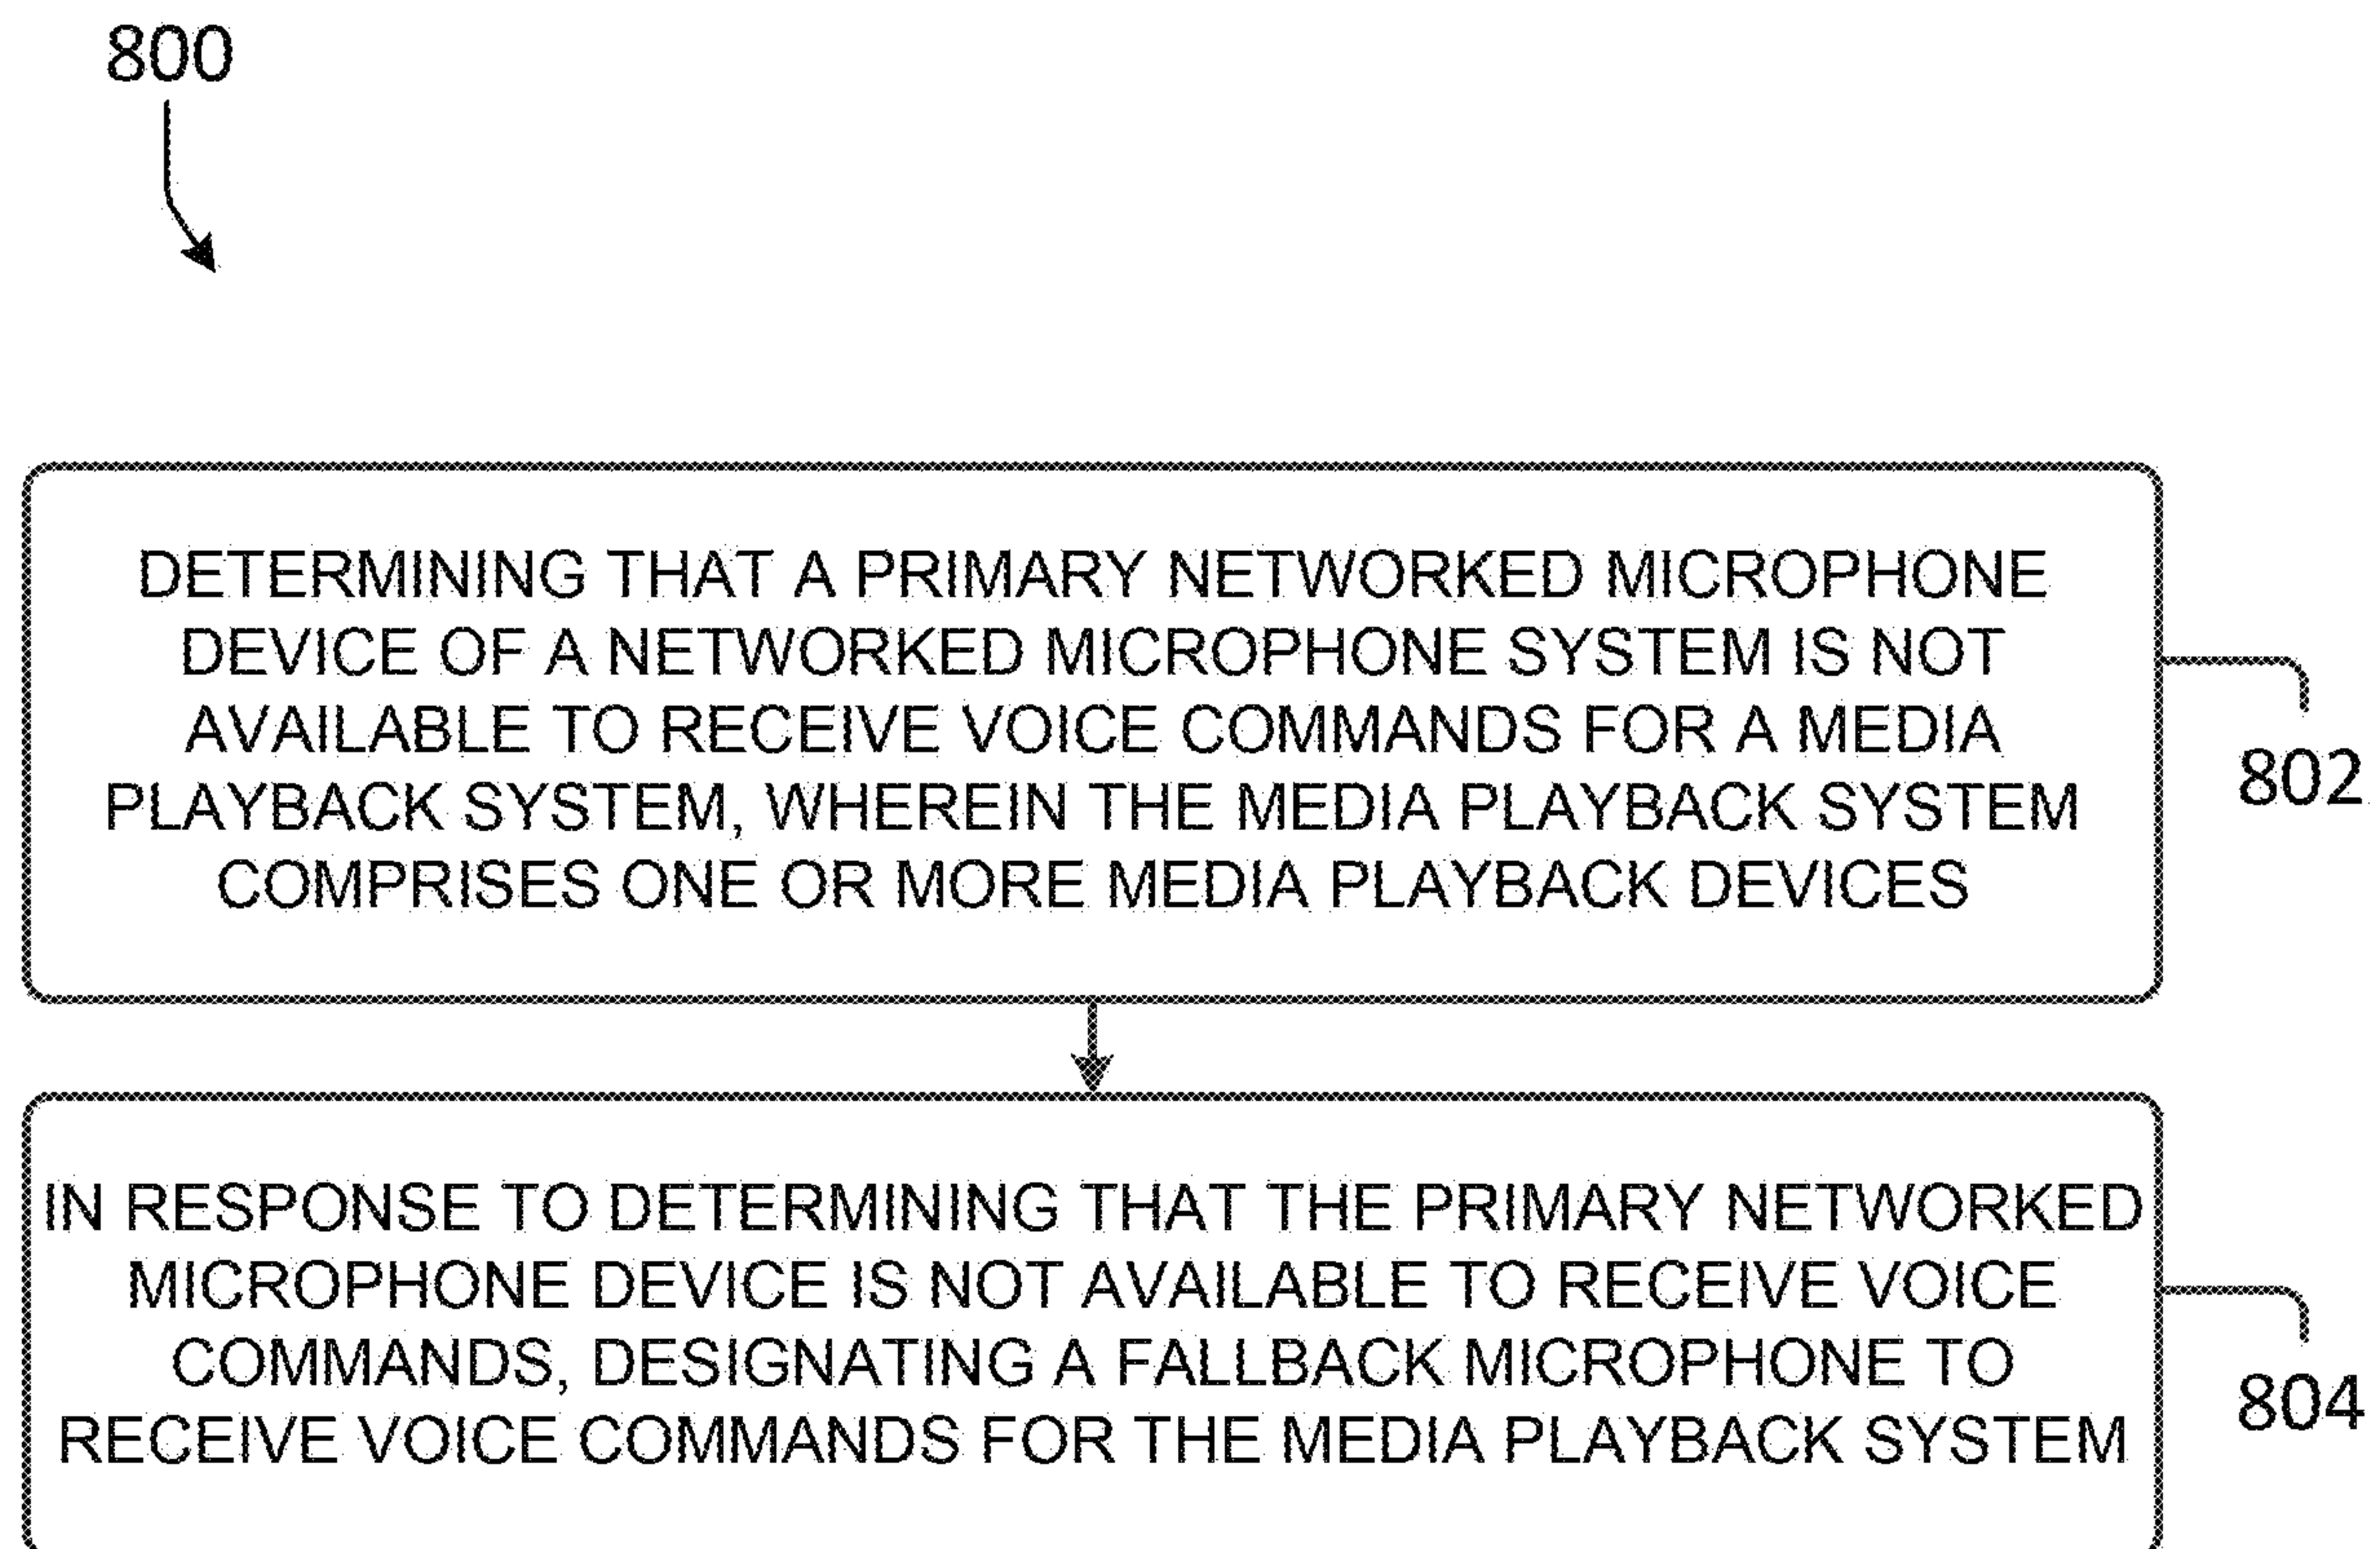 800
DETERMINING THAT A PRIMARY NETWORKED MICROPHONE
DEVICE OF A NETWORKED MICROPHONE SYSTEM IS NOT
AVAILABLE TO RECEIVE VOICE COMMANDS FOR A MEDIA
PLAYBACK SYSTEM, WHEREIN THE MEDIA PLAYBACK SYSTEM
COMPRISES ONE OR MORE MEDIA PLAYBACK DEVICES
802
IN RESPONSE TO DETERMINING THAT THE PRIMARY NETWORKED
MICROPHONE DEVICE IS NOT AVAILABLE TO RECEIVE VOICE
COMMANDS, DESIGNATING A FALLBACK MICROPHONE TO
RECEIVE VOICE COMMANDS FOR THE MEDIA PLAYBACK SYSTEM
804